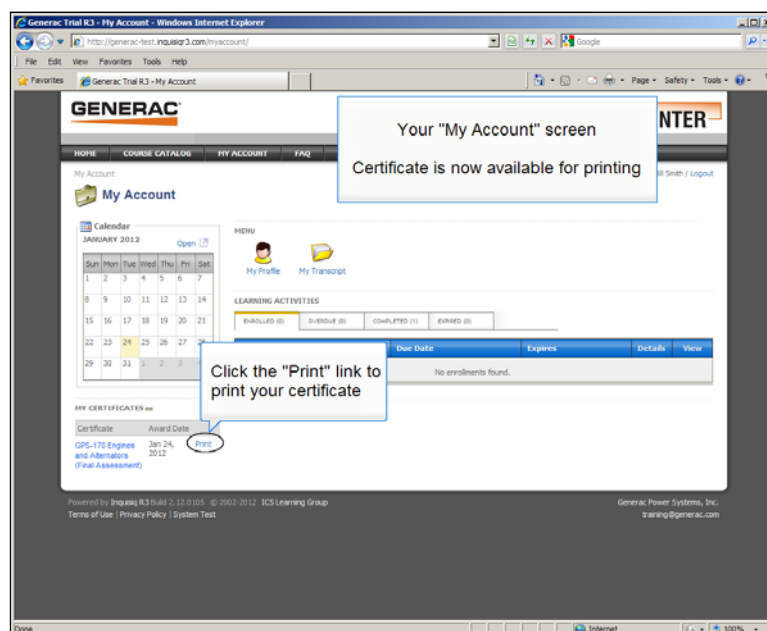 Generac Trial R3 - My Account - Windows Internet Explorer
http://generac-test.inquisiqr3.com/myaccount/
Google
File Edit View Favorites Tools Help
Favorites
Generac Trial R3 - My Account
Page Safety Tools
GENERAC
NTER
Your "My Account" screen
Certificate is now available for printing
HOME COURSE CATALOG MY ACCOUNT FAQ
My Account
ill Smith / Logout
My Account
Calendar
JANUARY 2012 Open
Sun Mon Tue Wed Thu Fri Sat
1 2 3 4 5 6 7
8 9 10 11 12 13 14
15 16 17 18 19 20 21
22 23 24 25 26 27 28
29 30 31 1 2 3
MENU
My Profile My Transcript
LEARNING ACTIVITIES
ENROLLED (0) OVERDUE (0) COMPLETED (1) EXPIRED (0)
Due Date Expires Details View
No enrollments found.
Click the "Print" link to
print your certificate
MY CERTIFICATES
Certificate Award Date
GPS-170 Engines Jan 24, Print
and Alternators 2012
(Final Assessment)
Powered by Inquisiq R3 Build 2.12.0105 © 2002-2012 ICS Learning Group
Generac Power Systems, Inc.
Terms of Use | Privacy Policy | System Test
training@generac.com
Done
Internet
100%